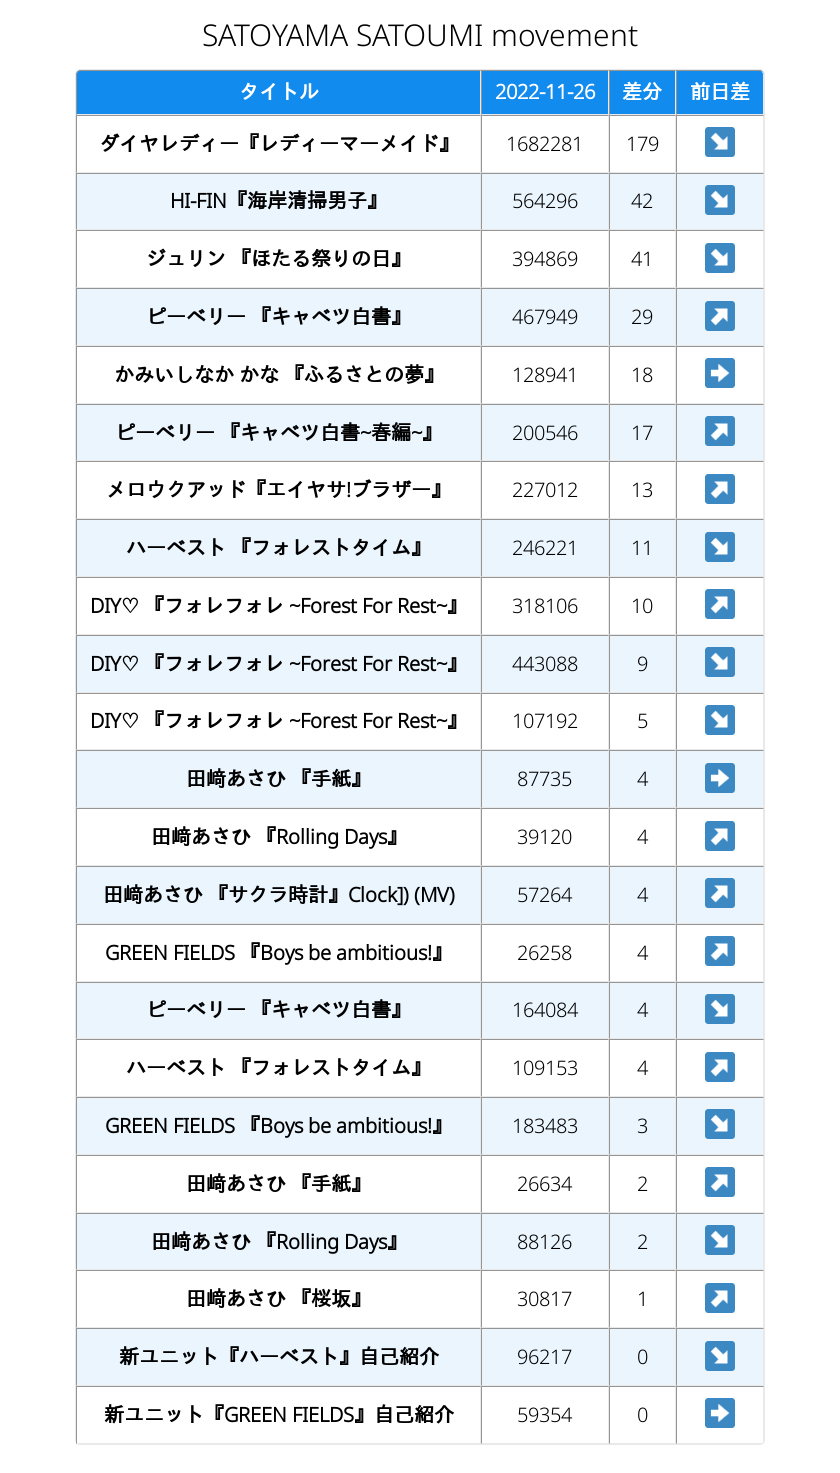 SATOYAMA SATOUMI movement
タイトル 2022-11-26 差分 前日差
ダイヤレディー『レディーマーメイド』 1682281 179
HI-FIN『海岸清掃男子』 564296 42
ジュリン 『ほたる祭りの日』 394869 41
ピーベリー 『キャベツ白書』 467949 29
かみいしなか かな 『ふるさとの夢』 128941 18
ピーベリー 『キャベツ白書~春編~』 200546 17
メロウクアッド『エイヤサ!ブラザー』 227012 13
ハーベスト 『フォレストタイム』 246221 11
DIY♡ 『フォレフォレ ~Forest For Rest~』 318106 10
DIY♡ 『フォレフォレ ~Forest For Rest~』 443088 9
DIY♡ 『フォレフォレ ~Forest For Rest~』 107192 5
田﨑あさひ 『手紙』 87735 4
田﨑あさひ 『Rolling Days』 39120 4
田﨑あさひ 『サクラ時計』Clock]) (MV) 57264 4
GREEN FIELDS 『Boys be ambitious!』 26258 4
ピーベリー 『キャベツ白書』 164084 4
ハーベスト 『フォレストタイム』 109153 4
GREEN FIELDS 『Boys be ambitious!』 183483 3
田﨑あさひ 『手紙』 26634 2
田﨑あさひ 『Rolling Days』 88126 2
田﨑あさひ 『桜坂』 30817 1
新ユニット『ハーベスト』自己紹介 96217 0
新ユニット『GREEN FIELDS』自己紹介 59354 0